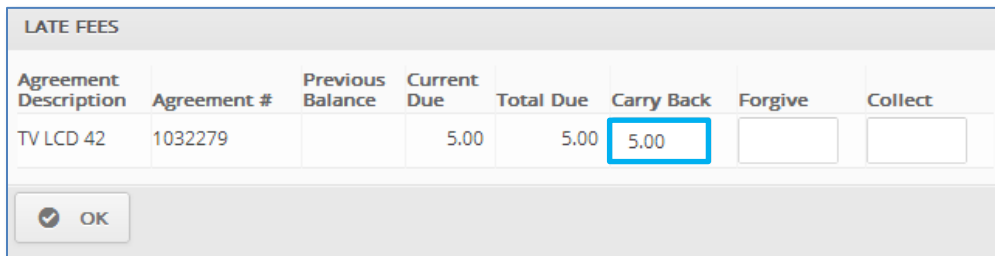 LATE FEES
Agreement Description Agreement # Previous Balance Current Due Total Due Carry Back Forgive Collect
TV LCD 42 1032279 5.00 5.00 5.00
OK